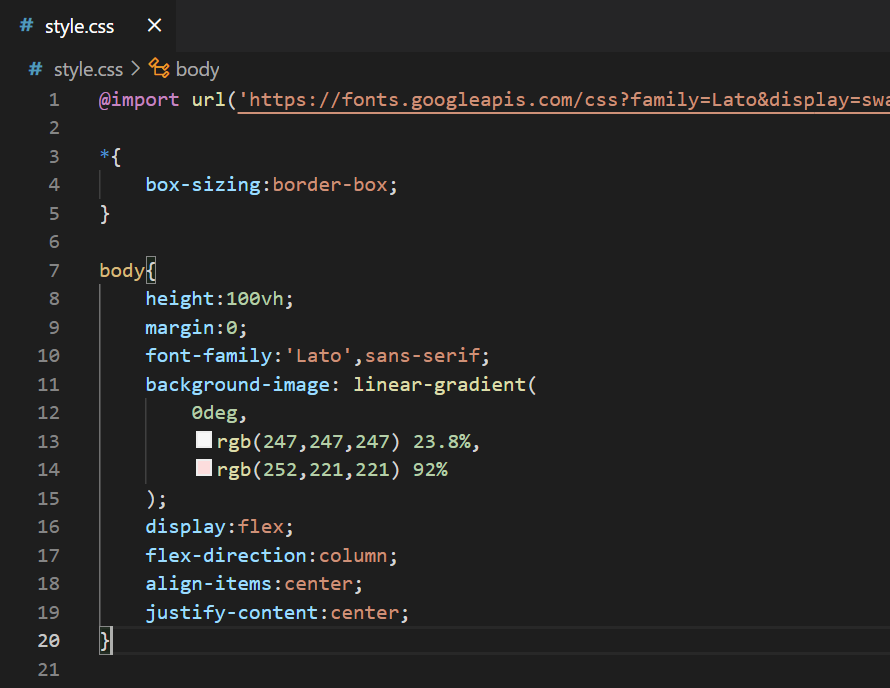 # style.css ×
# style.css > body
1 @import url('https://fonts.googleapis.com/css?family=Lato&display=swa
2
3 *{
4     box-sizing:border-box;
5 }
6
7 body{
8     height:100vh;
9     margin:0;
10     font-family:'Lato',sans-serif;
11     background-image: linear-gradient(
12         0deg,
13         rgb(247,247,247) 23.8%,
14         rgb(252,221,221) 92%
15     );
16     display:flex;
17     flex-direction:column;
18     align-items:center;
19     justify-content:center;
20 }
21